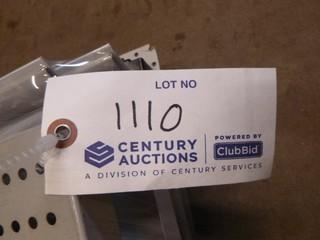 LOT NO
1110
CENTURY
AUCTIONS
POWERED BY
ClubBid
A DIVISION OF CENTURY SERVICES